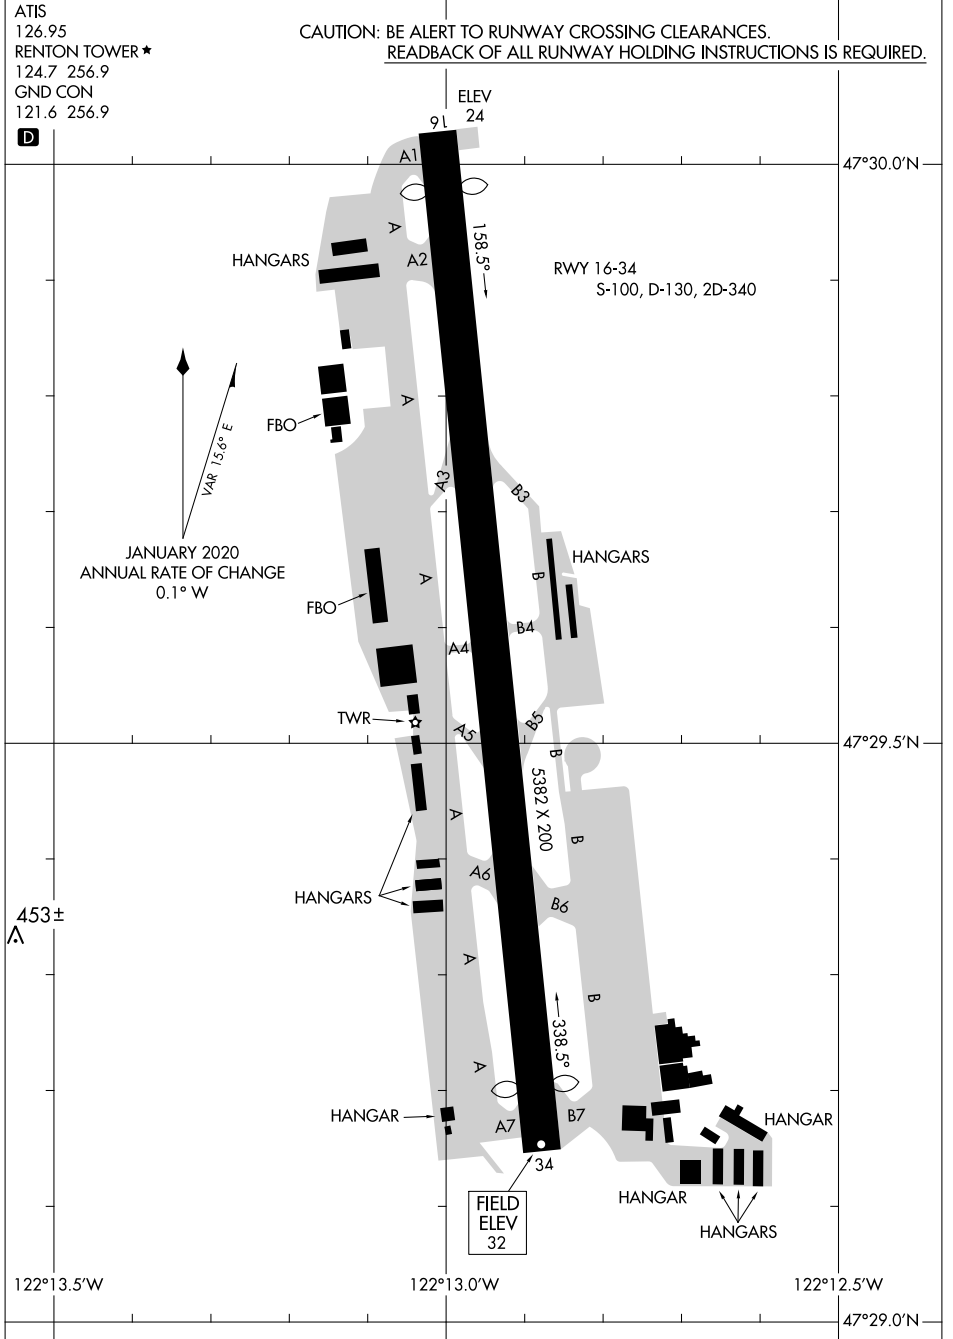 ATIS
126.95
RENTON TOWER★
124.7 256.9
GND CON
121.6 256.9
D
CAUTION: BE ALERT TO RUNWAY CROSSING CLEARANCES.
READBACK OF ALL RUNWAY HOLDING INSTRUCTIONS IS REQUIRED.
ELEV
24
16
A1
47°30.0'N
A
158.5°
HANGARS
A2
RWY 16-34
S-100, D-130, 2D-340
VAR 15.6° E
A
FBO
A3
B3
JANUARY 2020
ANNUAL RATE OF CHANGE
0.1° W
HANGARS
A
B
FBO
B4
A4
TWR
A5
B5
47°29.5'N
B
5382 X 200
A
B
A6
HANGARS
B6
453±
A
B
338.5°
A
HANGAR
A7
B7
HANGAR
34
FIELD
ELEV
32
HANGAR
HANGARS
122°13.5'W
122°13.0'W
122°12.5'W
47°29.0'N